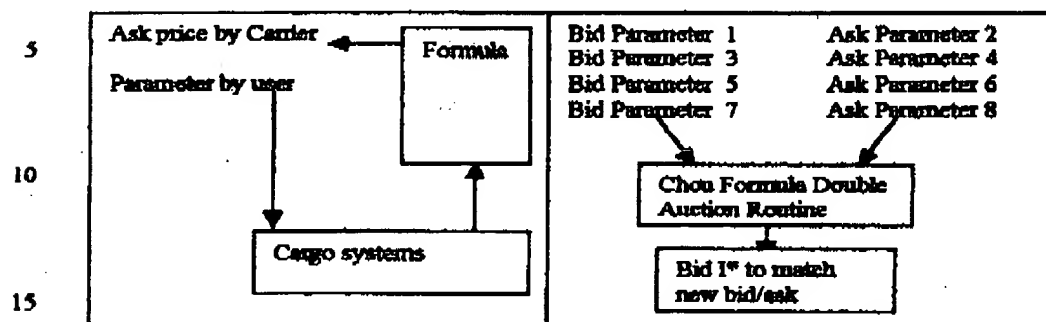 5
Ask price by Carrier
Formula
Parameter by user
10
Cargo systems
15
Bid Parameter 1 Ask Parameter 2
Bid Parameter 3 Ask Parameter 4
Bid Parameter 5 Ask Parameter 6
Bid Parameter 7 Ask Parameter 8
Chou Formula Double
Auction Routine
Bid I* to match
new bid/ask